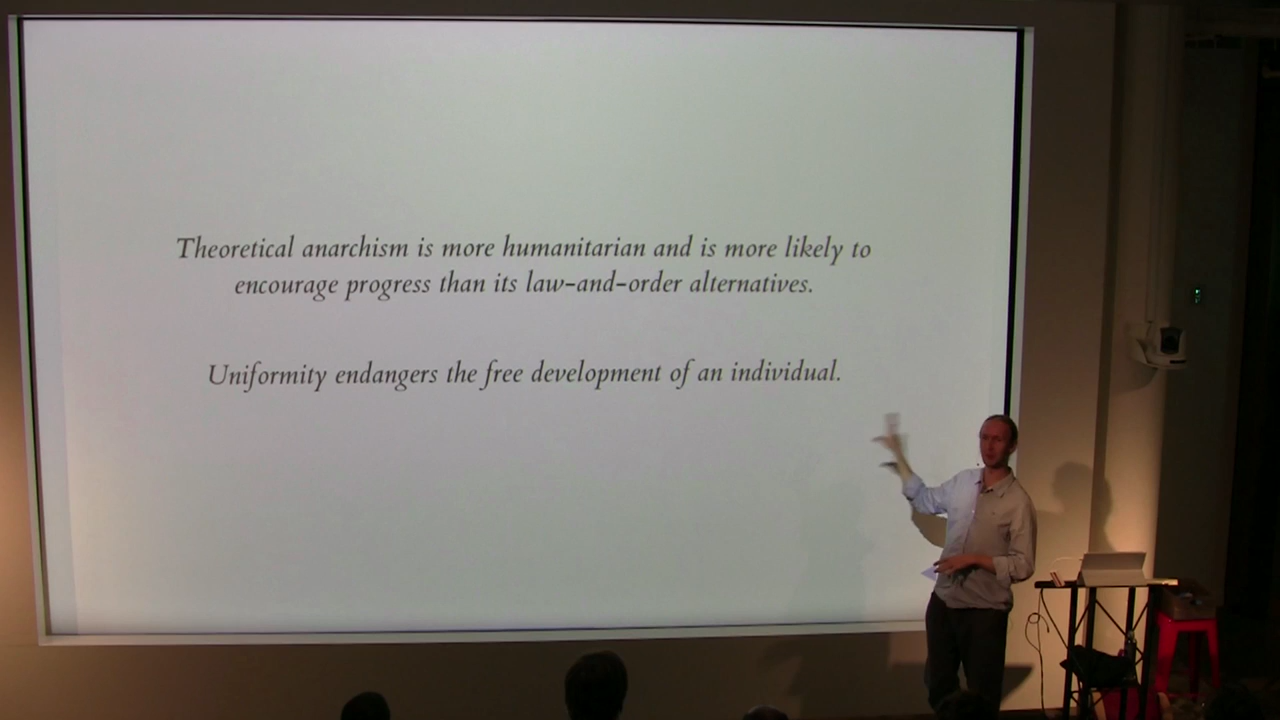 Theoretical anarchism is more humanitarian and is more likely to
encourage progress than its law-and-order alternatives.
Uniformity endangers the free development of an individual.